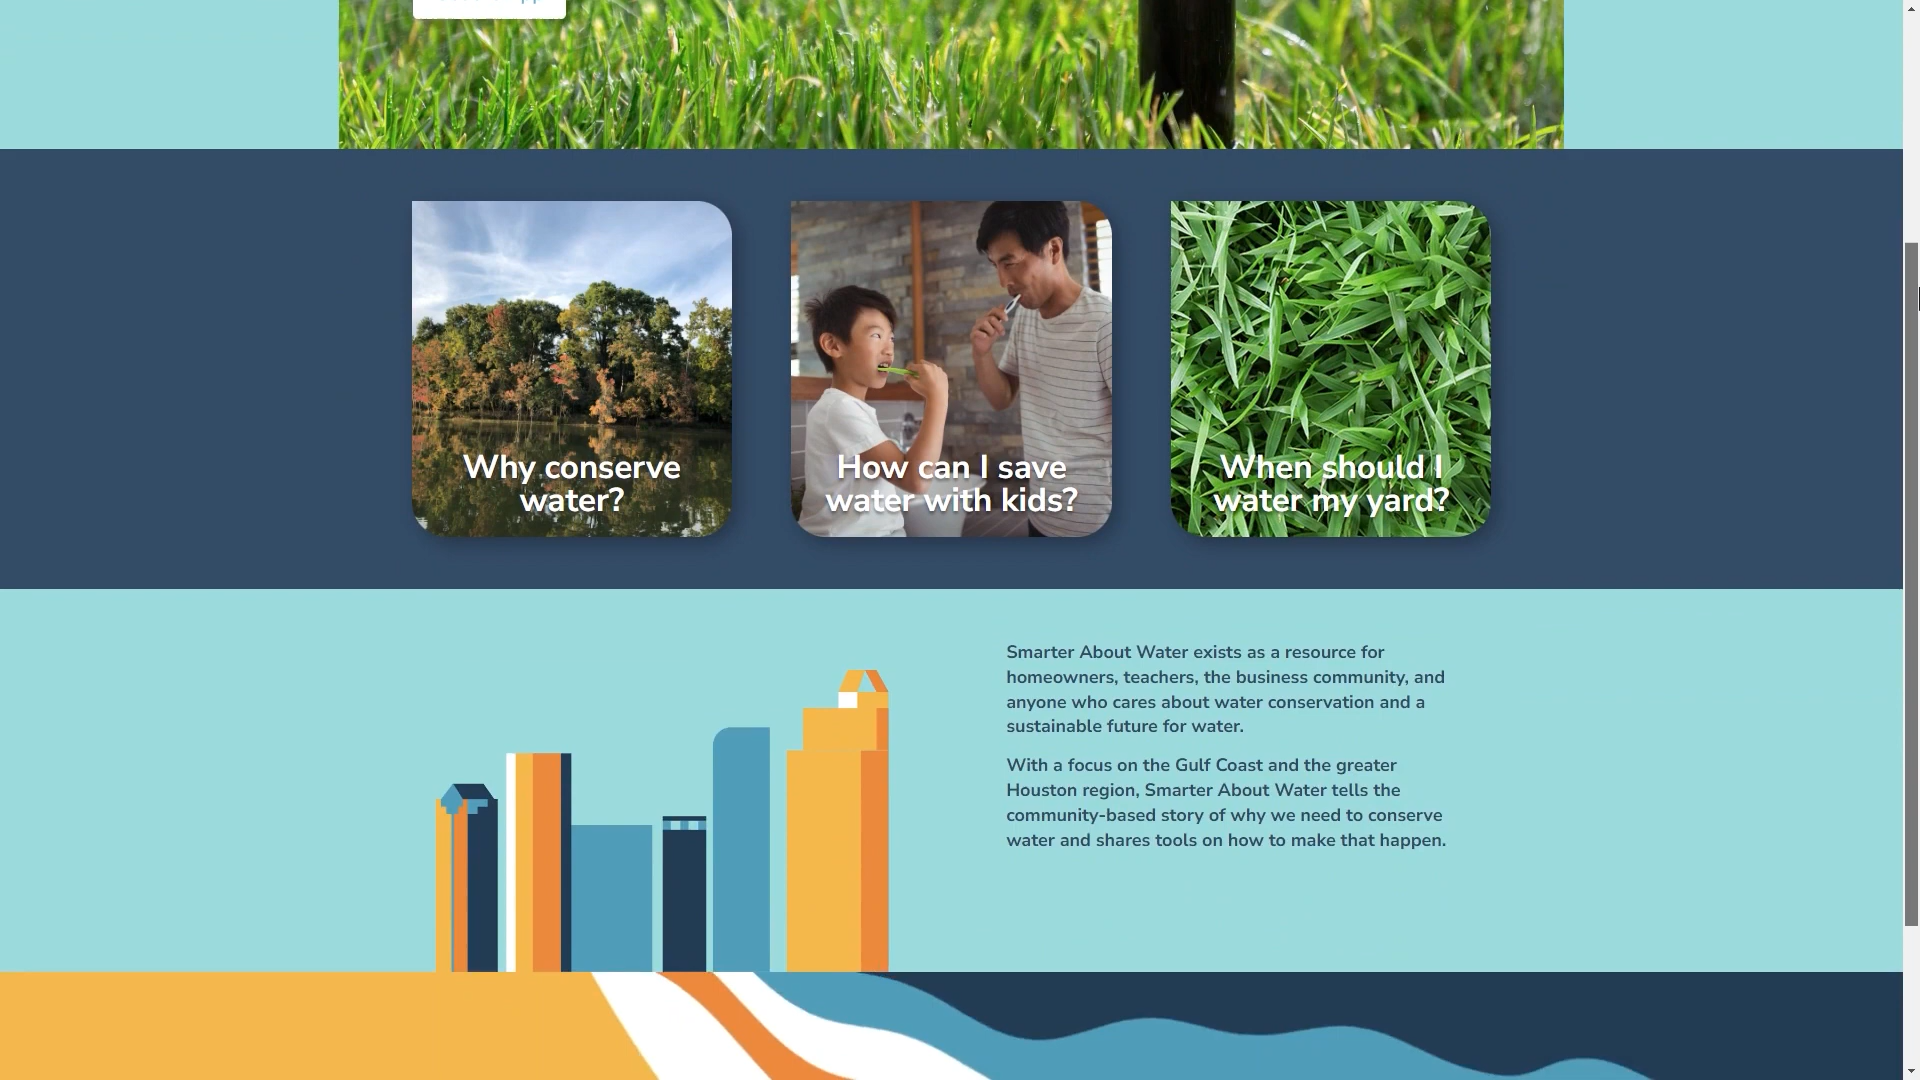 Why conserve
water?
How can I save
water with kids?
When should I
water my yard?
Smarter About Water exists as a resource for
homeowners, teachers, the business community, and
anyone who cares about water conservation and a
sustainable future for water.
With a focus on the Gulf Coast and the greater
Houston region, Smarter About Water tells the
community-based story of why we need to conserve
water and shares tools on how to make that happen.